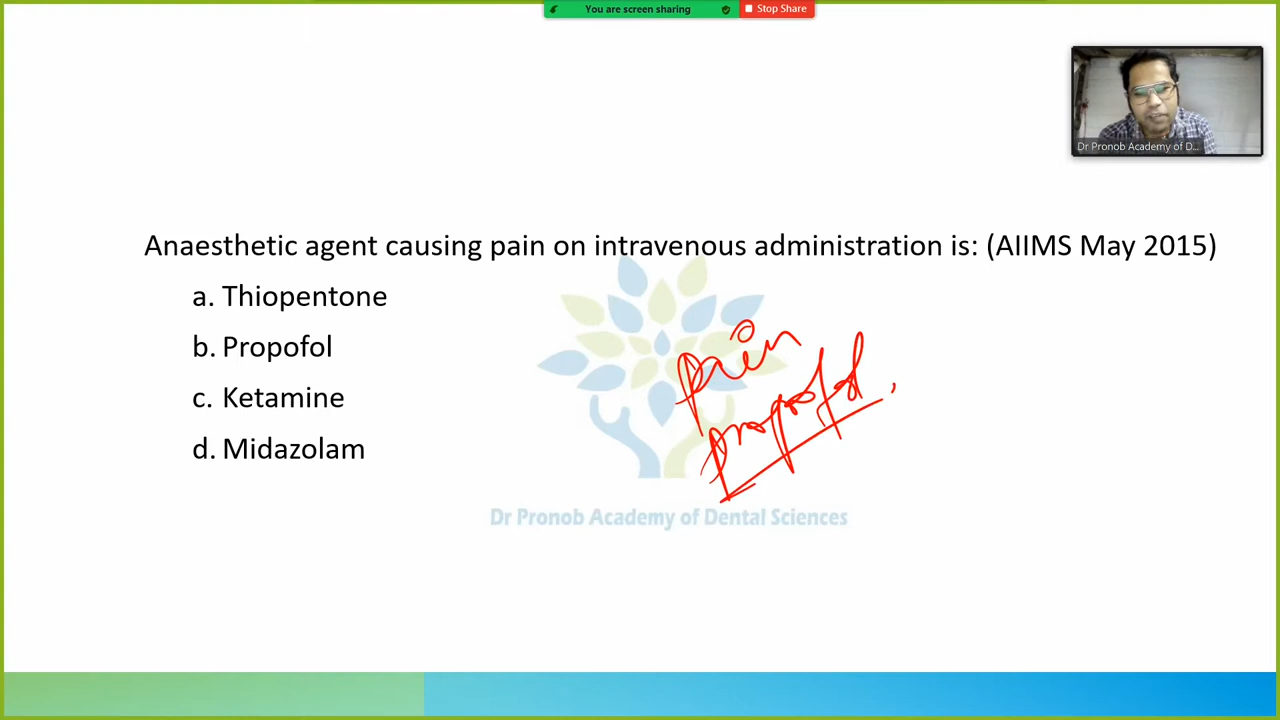 You are screen sharing
Stop Share
Dr Pronob Academy of D...
Anaesthetic agent causing pain on intravenous administration is: (AIIMS May 2015)
a. Thiopentone
b. Propofol
c. Ketamine
d. Midazolam
Pain
propofol
Dr Pronob Academy of Dental Sciences